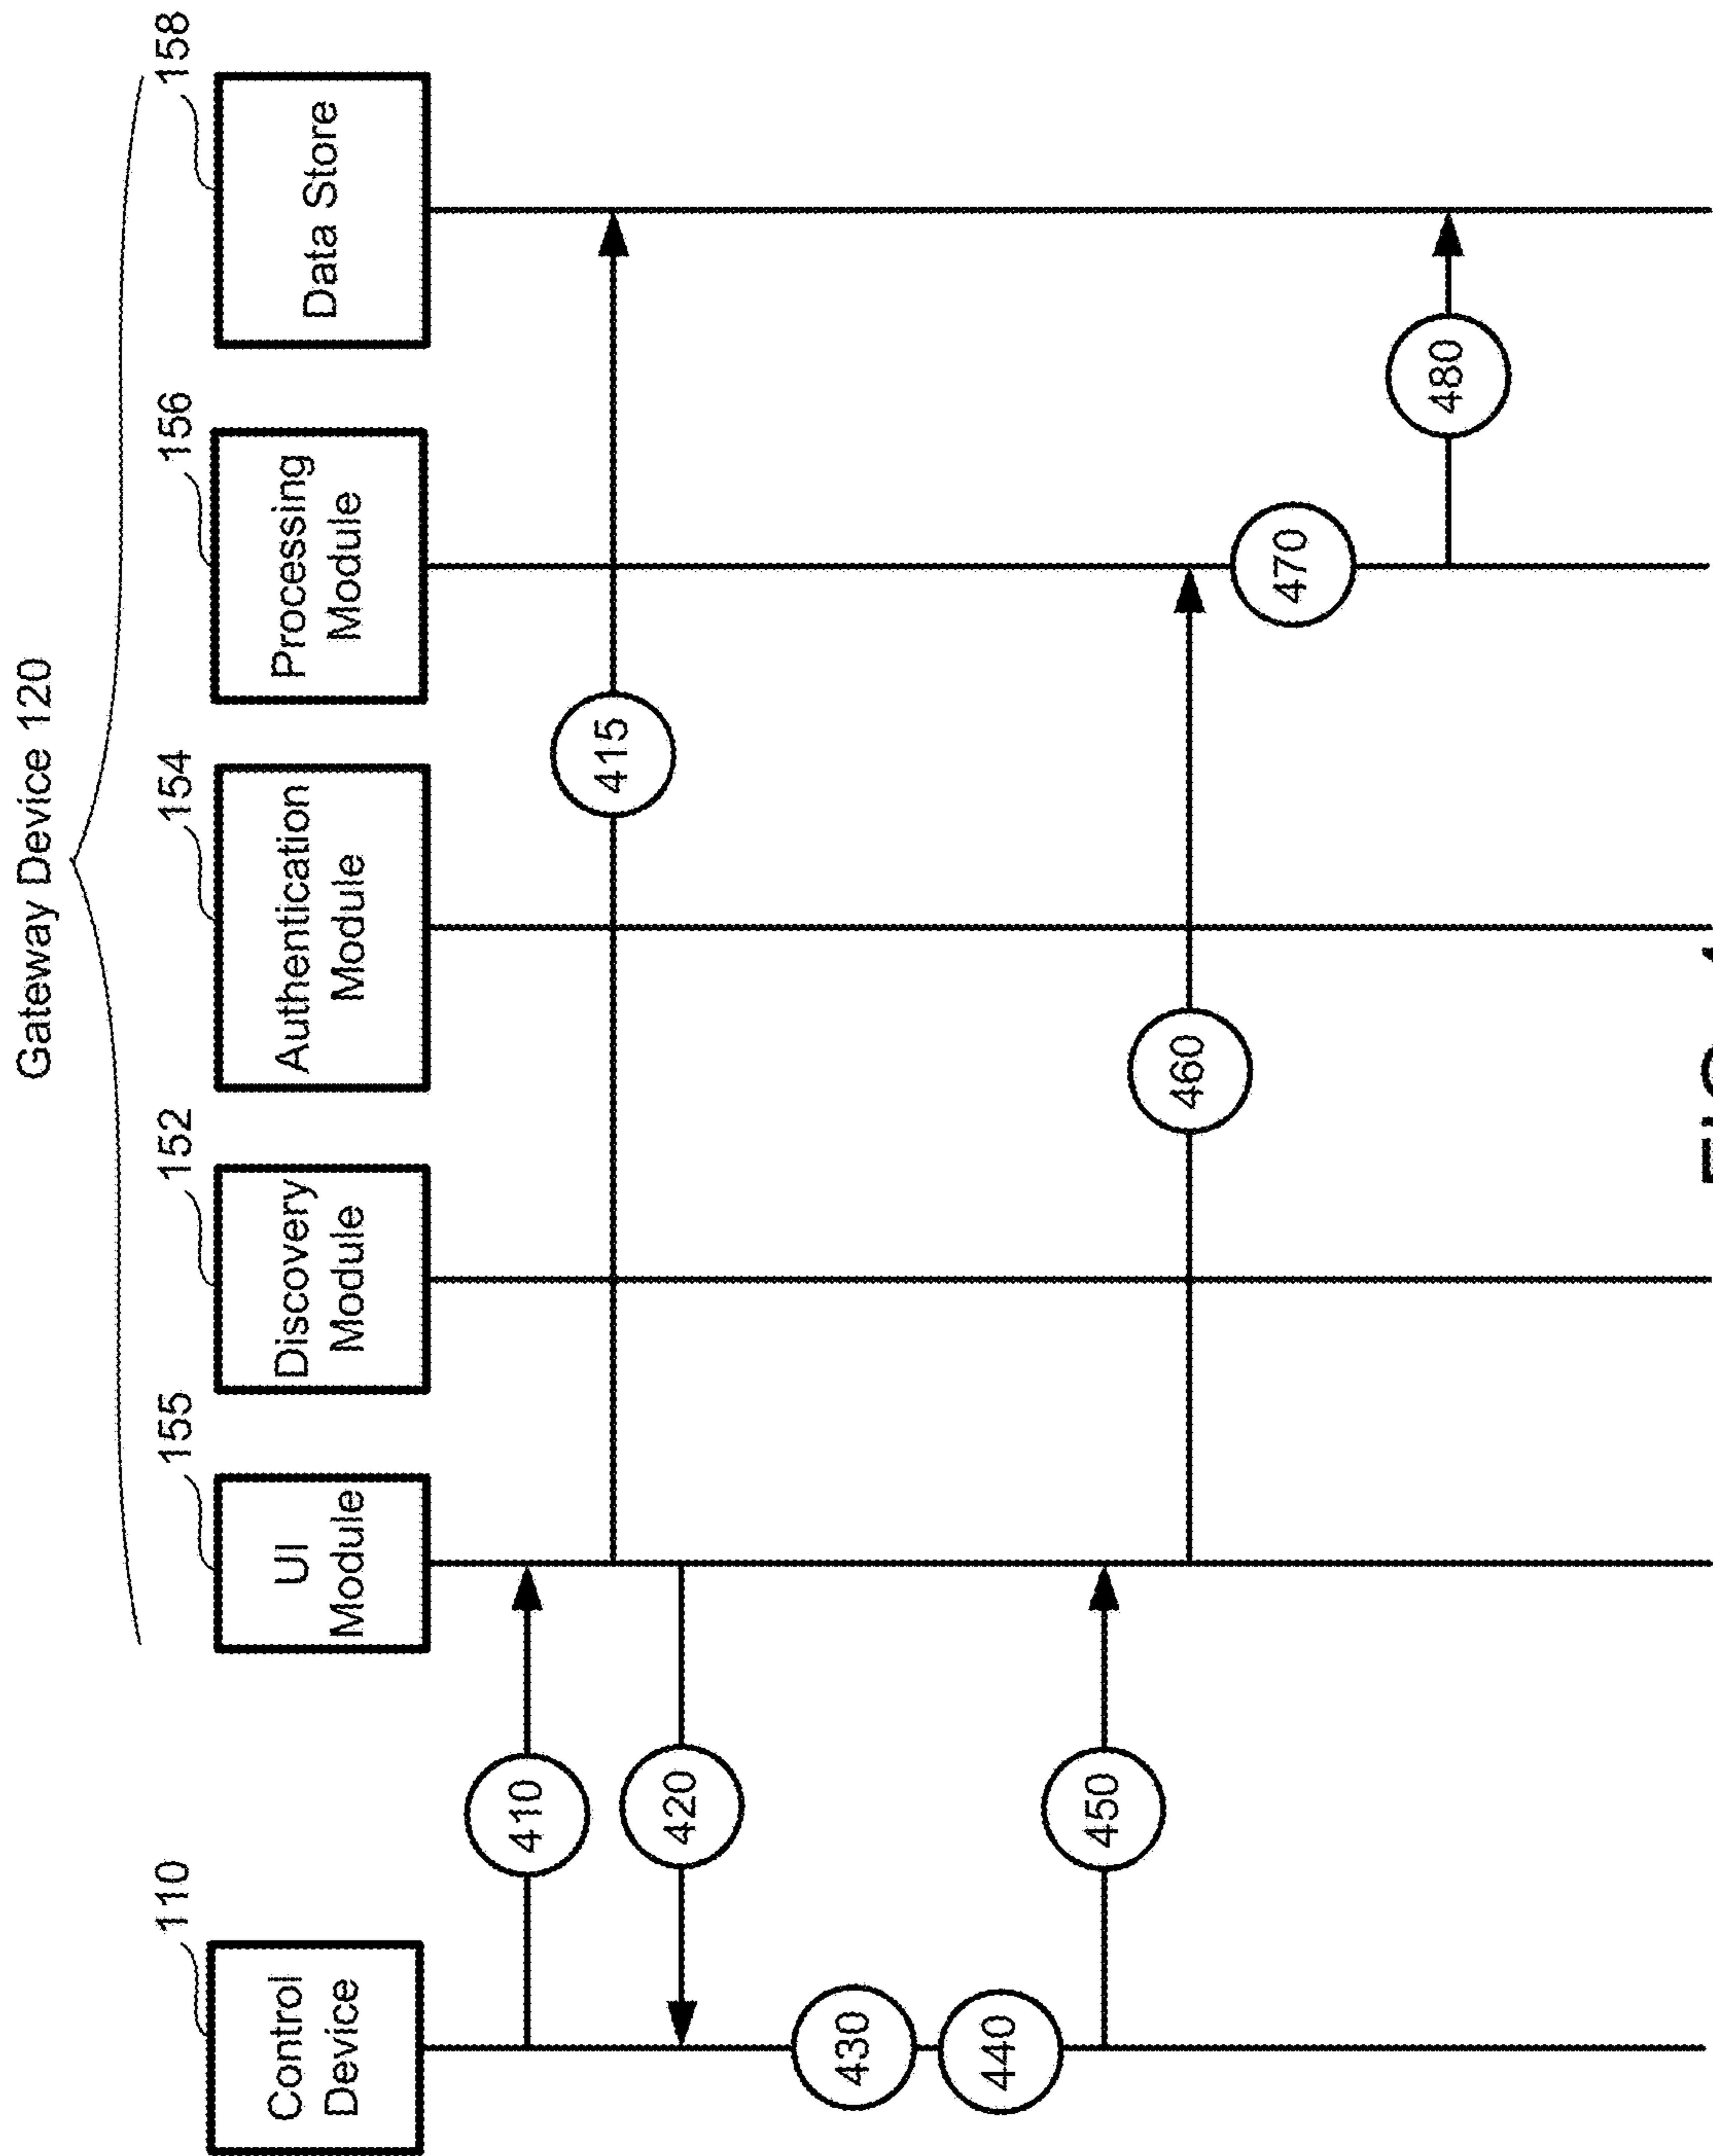 Gateway Device 120
110
155
152
154
156
158
Control
Device
UI
Module
Discovery
Module
Authentication
Module
Processing
Module
Data Store
410
415
420
430
440
450
460
470
480